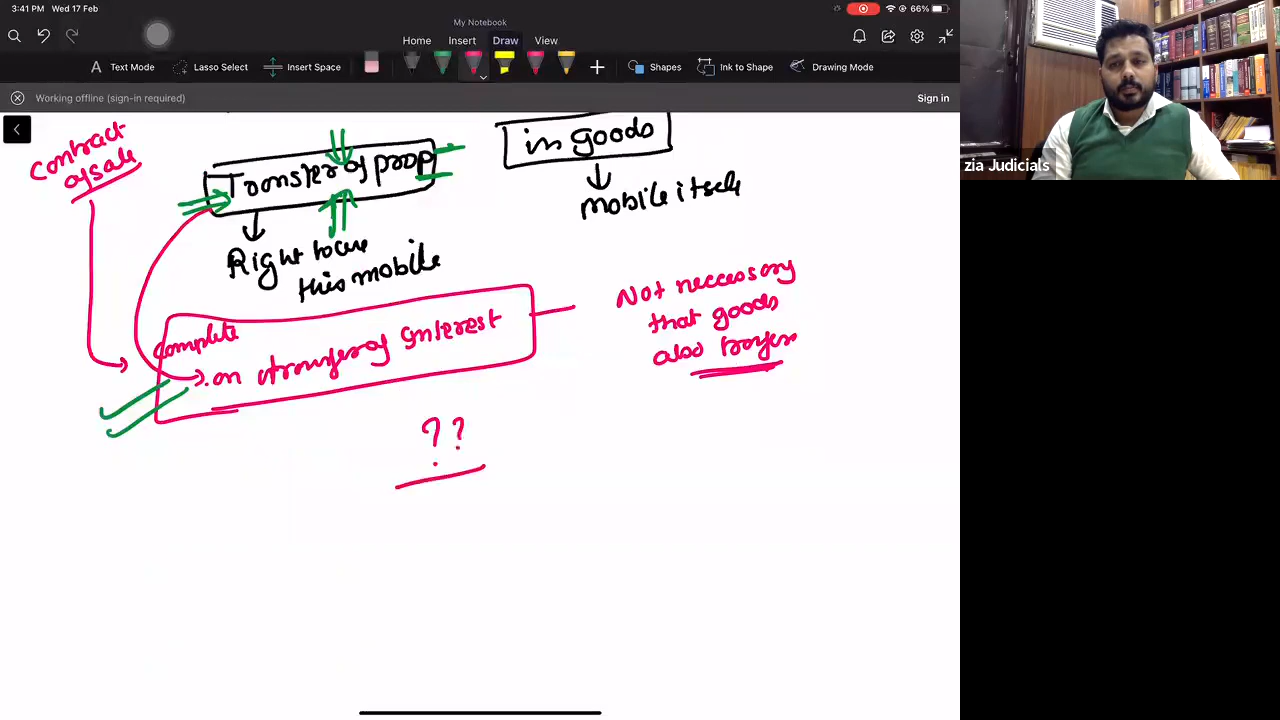 3:41 PM Wed 17 Feb
66%
My Notebook
Home Insert Draw View
Text Mode Lasso Select Insert Space Shapes Ink to Shape Drawing Mode
Working offline (sign-in required) Sign in
Contract
of sale
Transfer of prop
in goods
Right to use
this mobile
mobile itself
Complete
on transfer of Interest
Not neccessary
that goods
also
??
zia Judicials